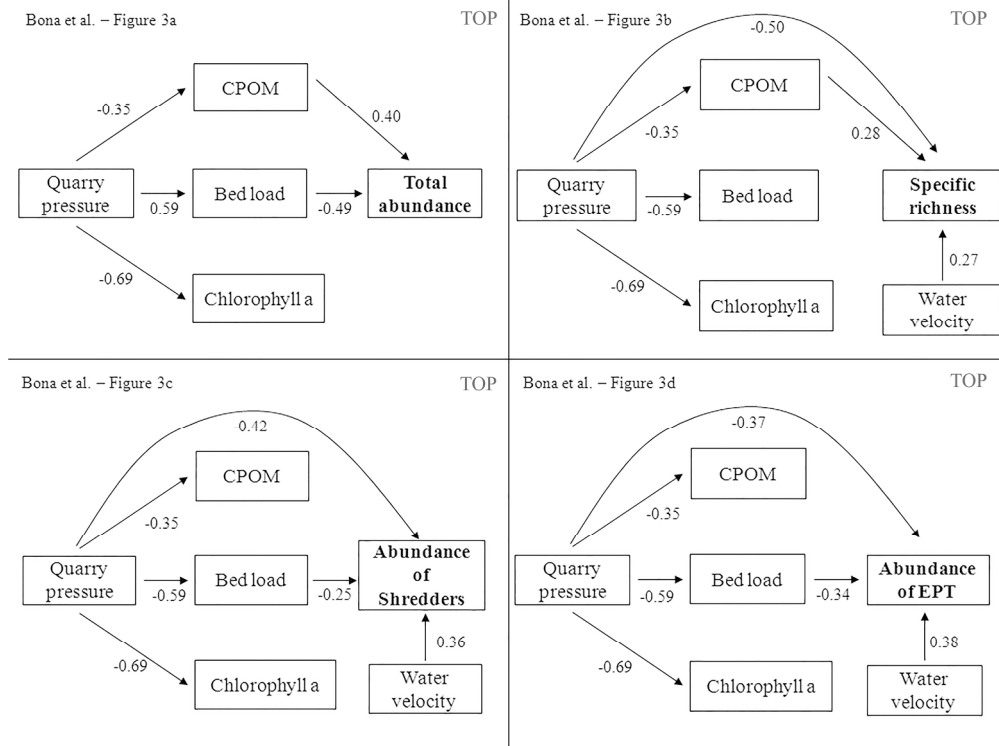 Bona et al. – Figure 3a
TOP
CPOM
-0.35
0.40
Quarry
pressure
0.59
Bed load
-0.49
Total
abundance
-0.69
Chlorophyll a
Bona et al. – Figure 3b
TOP
-0.50
CPOM
-0.35
0.28
Quarry
pressure
-0.59
Bed load
Specific
richness
-0.69
0.27
Chlorophyll a
Water
velocity
Bona et al. – Figure 3c
TOP
0.42
CPOM
-0.35
Quarry
pressure
-0.59
Bed load
-0.25
Abundance
of
Shredders
-0.69
0.36
Chlorophyll a
Water
velocity
Bona et al. – Figure 3d
TOP
-0.37
CPOM
-0.35
Quarry
pressure
-0.59
Bed load
-0.34
Abundance
of EPT
-0.69
0.38
Chlorophyll a
Water
velocity